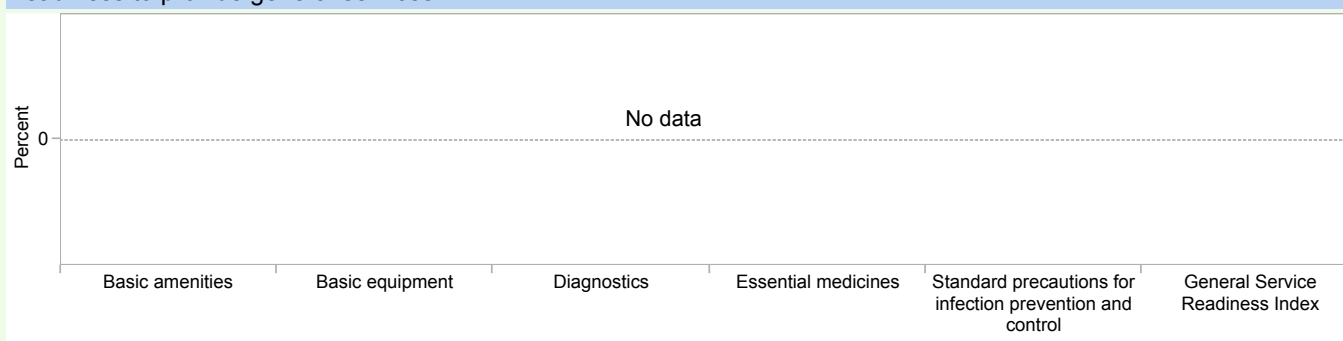 No data
Percent
0
Basic amenities
Basic equipment
Diagnostics
Essential medicines
Standard precautions for
infection prevention and
control
General Service
Readiness Index